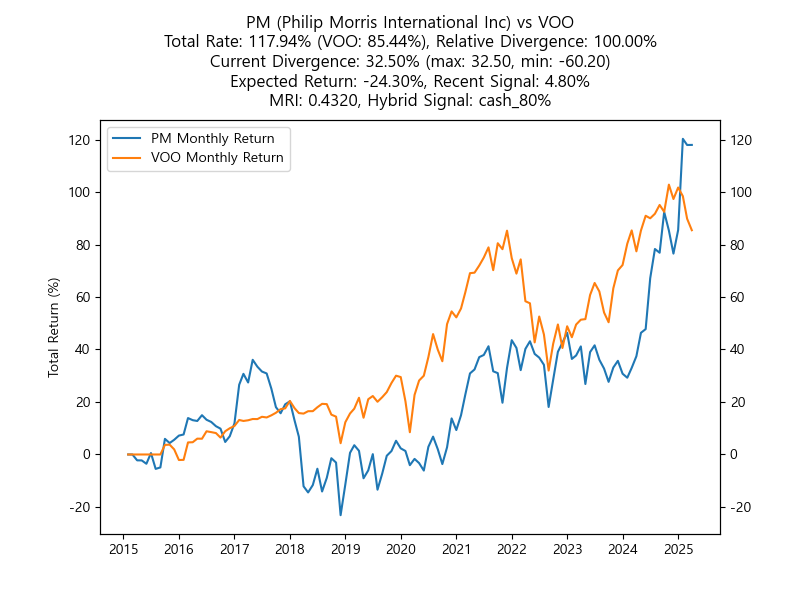 PM (Philip Morris International Inc) vs VOO
Total Rate: 117.94% (VOO: 85.44%), Relative Divergence: 100.00%
Current Divergence: 32.50% (max: 32.50, min: -60.20)
Expected Return: -24.30%, Recent Signal: 4.80%
MRI: 0.4320, Hybrid Signal: cash_80%
PM Monthly Return
VOO Monthly Return
Total Return (%)
120
100
80
60
40
20
0
-20
120
100
80
60
40
20
0
-20
2015 2016 2017 2018 2019 2020 2021 2022 2023 2024 2025